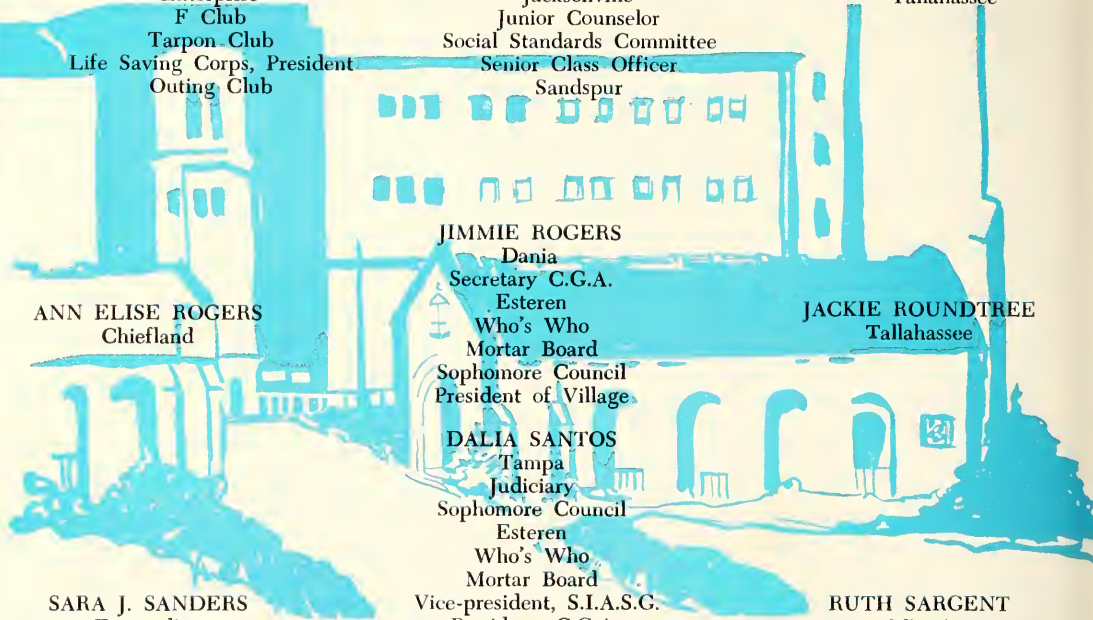 F Club
Tarpon Club
Life Saving Corps, President
Outing Club
Jacksonville
Junior Counselor
Social Standards Committee
Senior Class Officer
Sandspur
Tallahassee
JIMMIE ROGERS
Dania
Secretary C.G.A.
Esteren
Who's Who
Mortar Board
Sophomore Council
President of Village
ANN ELISE ROGERS
Chiefland
JACKIE ROUNDTREE
Tallahassee
DALIA SANTOS
Tampa
Judiciary
Sophomore Council
Esteren
Who's Who
Mortar Board
Vice-president, S.I.A.S.G.
SARA J. SANDERS
RUTH SARGENT